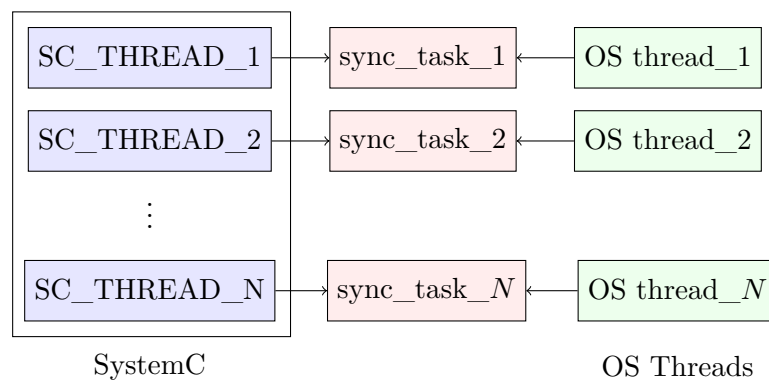 SC_THREAD_1 sync_task_1 OS thread_1
SC_THREAD_2 sync_task_2 OS thread_2
⋮
SC_THREAD_N sync_task_N OS thread_N
SystemC OS Threads